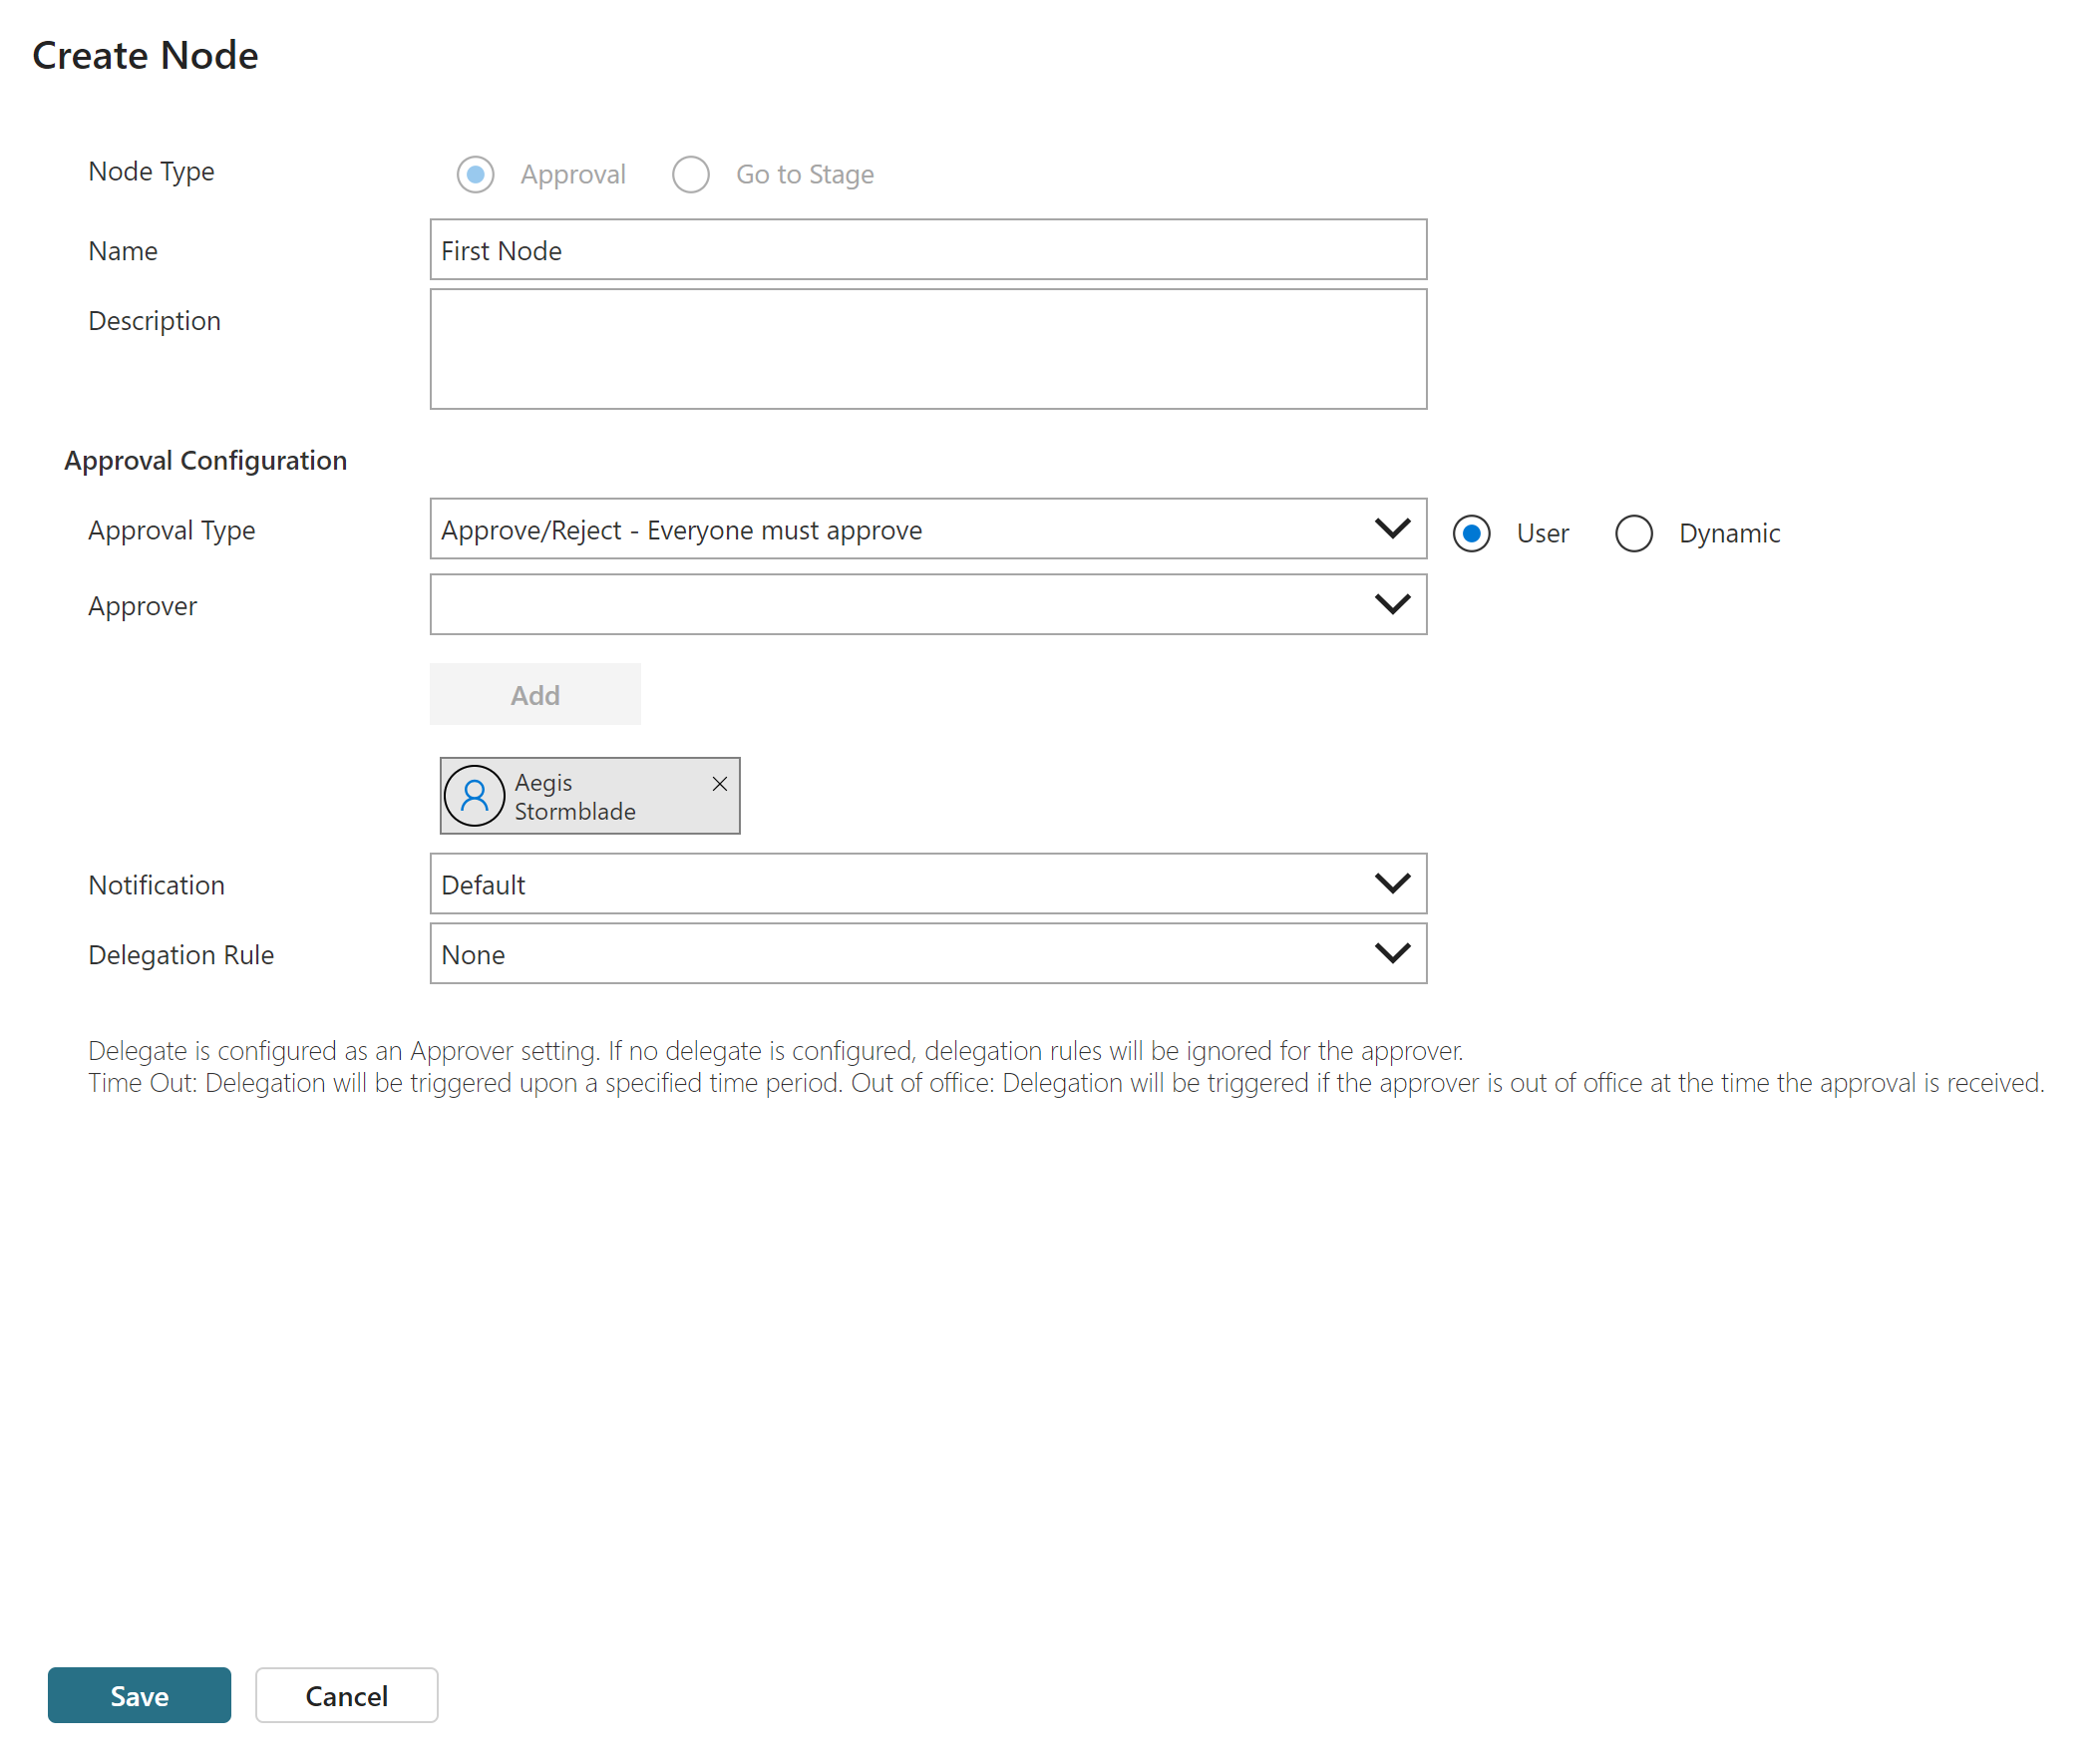 Create Node
Node Type
Approval
Go to Stage
Name
First Node
Description
Approval Configuration
Approval Type
Approve/Reject - Everyone must approve
User
Dynamic
Approver
Add
Aegis
Stormblade
Notification
Default
Delegation Rule
None
Delegate is configured as an Approver setting. If no delegate is configured, delegation rules will be ignored for the approver.
Time Out: Delegation will be triggered upon a specified time period. Out of office: Delegation will be triggered if the approver is out of office at the time the approval is received.
Save
Cancel